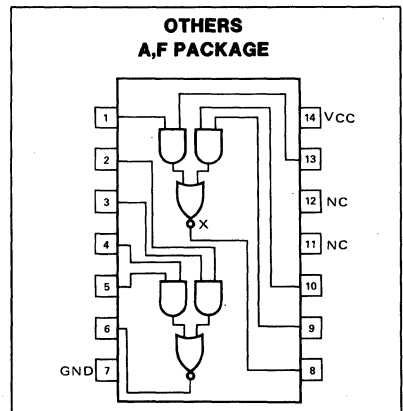 OTHERS
A,F PACKAGE
1
14 VCC
2
13
3
12 NC
X
4
11 NC
5
10
6
9
GND 7
8